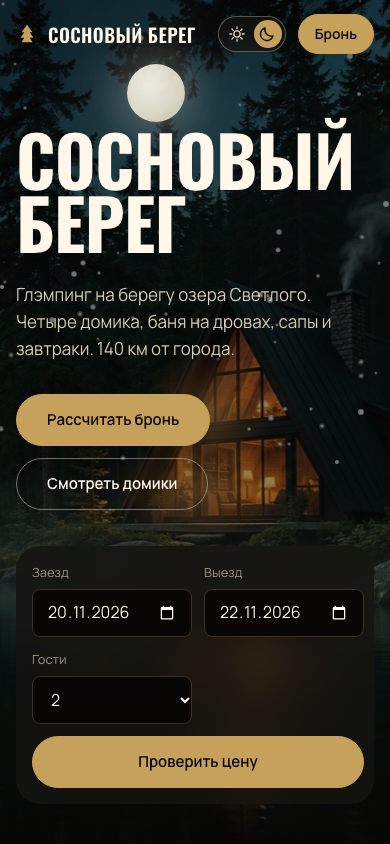 СОСНОВЫЙ БЕРЕГ
Бронь
СОСНОВЫЙ
БЕРЕГ
Глэмпинг на берегу озера Светлого.
Четыре домика, баня на дровах, сапы и
завтраки. 140 км от города.
Рассчитать бронь
Смотреть домики
Заезд
Выезд
20.11.2026
22.11.2026
Гости
2
Проверить цену